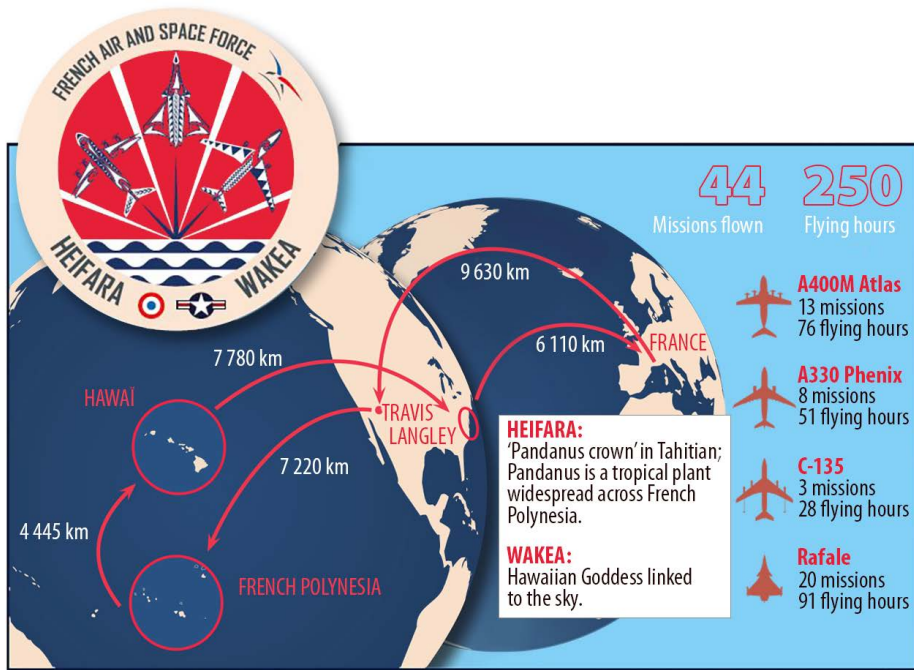 FRENCH AIR AND SPACE FORCE
HEIFARA
WAKEA
44
Missions flown
250
Flying hours
9 630 km
6 110 km
FRANCE
7 780 km
HAWAÏ
TRAVIS
LANGLEY
7 220 km
4 445 km
FRENCH POLYNESIA
HEIFARA:
‘Pandanus crown’ in Tahitian;
Pandanus is a tropical plant
widespread across French
Polynesia.
WAKEA:
Hawaiian Goddess linked
to the sky.
A400M Atlas
13 missions
76 flying hours
A330 Phenix
8 missions
51 flying hours
C-135
3 missions
28 flying hours
Rafale
20 missions
91 flying hours